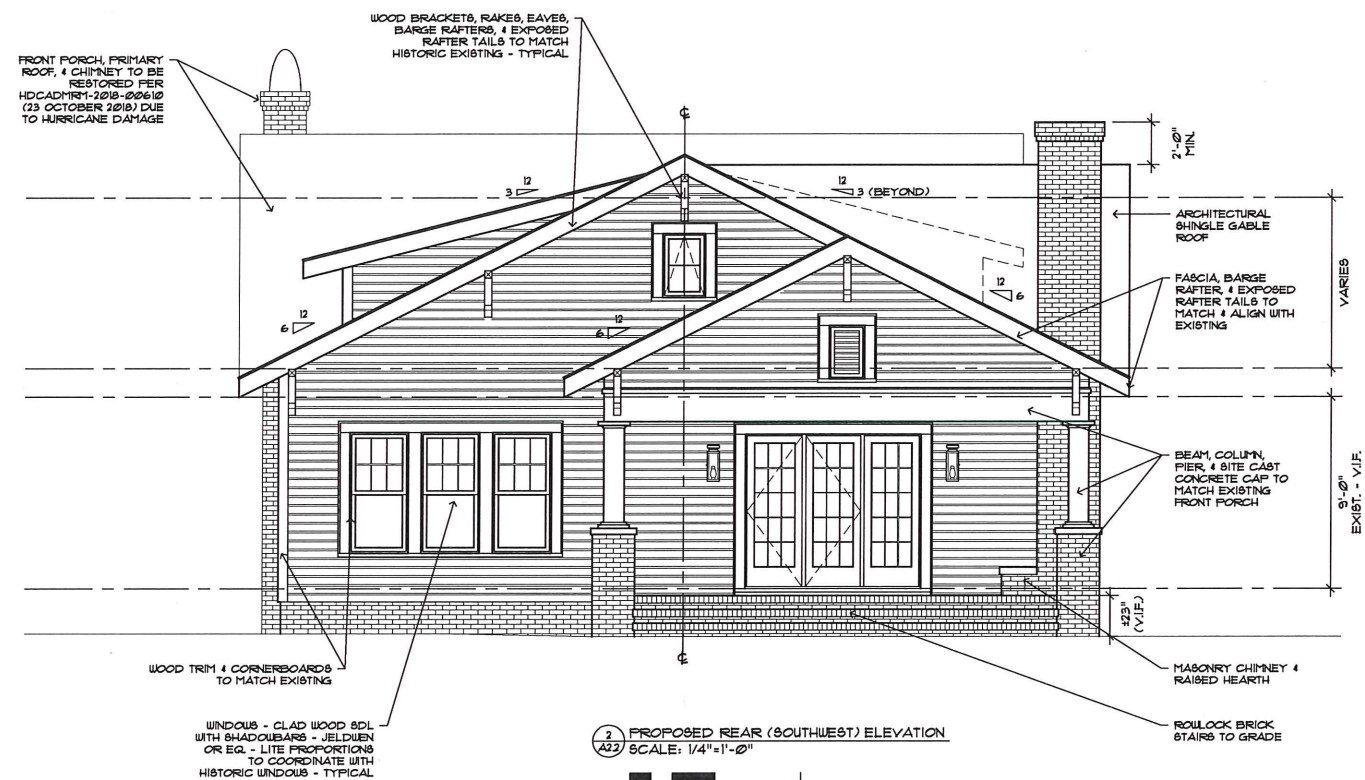 WOOD BRACKETS, RAKES, EAVES,
BARGE RAFTERS, & EXPOSED
RAFTER TAILS TO MATCH
HISTORIC EXISTING - TYPICAL
FRONT PORCH, PRIMARY
ROOF, & CHIMNEY TO BE
RESTORED PER
HDCADMRM-2018-00610
(23 OCTOBER 2018) DUE
TO HURRICANE DAMAGE
2'-0"
MIN.
12
3
12
3 (BEYOND)
ARCHITECTURAL
SHINGLE GABLE
ROOF
VARIES
FASCIA, BARGE
RAFTER, & EXPOSED
RAFTER TAILS TO
MATCH & ALIGN WITH
EXISTING
12
6
12
6
12
6
BEAM, COLUMN,
PIER, & SITE CAST
CONCRETE CAP TO
MATCH EXISTING
FRONT PORCH
9'-0"
EXIST. - V.I.F.
±23"
(V.I.F.)
WOOD TRIM & CORNERBOARDS
TO MATCH EXISTING
MASONRY CHIMNEY &
RAISED HEARTH
WINDOWS - CLAD WOOD SDL
WITH SHADOWBARS - JELDWEN
OR EQ. - LITE PROPORTIONS
TO COORDINATE WITH
HISTORIC WINDOWS - TYPICAL
ROWLOCK BRICK
STAIRS TO GRADE
2
A2.2
PROPOSED REAR (SOUTHWEST) ELEVATION
SCALE: 1/4"=1'-0"